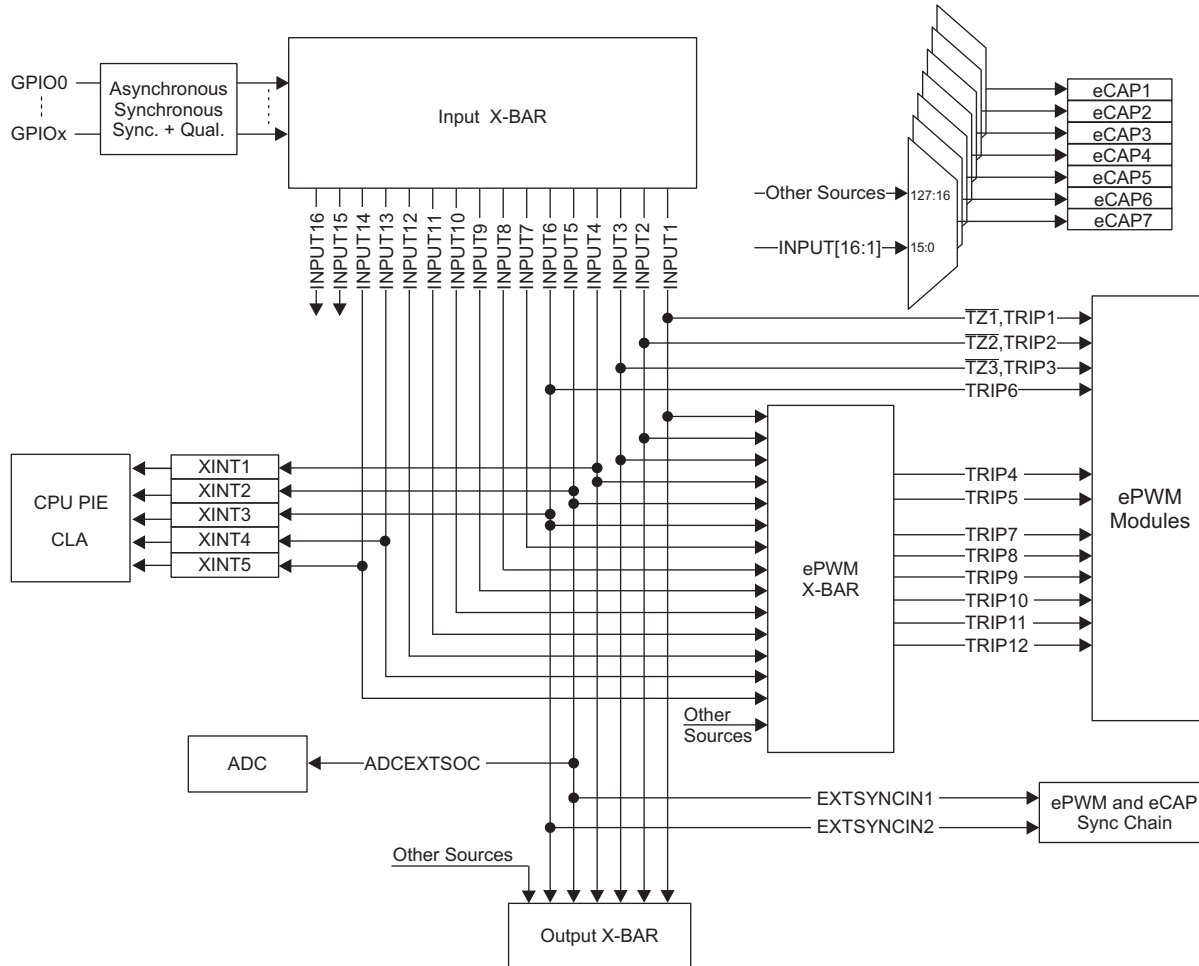 GPIO0
GPIOx
Asynchronous
Synchronous
Sync. + Qual.
Input X-BAR
INPUT16
INPUT15
INPUT14
INPUT13
INPUT12
INPUT11
INPUT10
INPUT9
INPUT8
INPUT7
INPUT6
INPUT5
INPUT4
INPUT3
INPUT2
INPUT1
Other Sources
127:16
INPUT[16:1]
15:0
eCAP1
eCAP2
eCAP3
eCAP4
eCAP5
eCAP6
eCAP7
TZ1,TRIP1
TZ2,TRIP2
TZ3,TRIP3
TRIP6
CPU PIE
CLA
XINT1
XINT2
XINT3
XINT4
XINT5
ePWM
X-BAR
TRIP4
TRIP5
TRIP7
TRIP8
TRIP9
TRIP10
TRIP11
TRIP12
ePWM
Modules
Other
Sources
ADC
ADCEXTSOC
EXTSYNCIN1
EXTSYNCIN2
ePWM and eCAP
Sync Chain
Other Sources
Output X-BAR